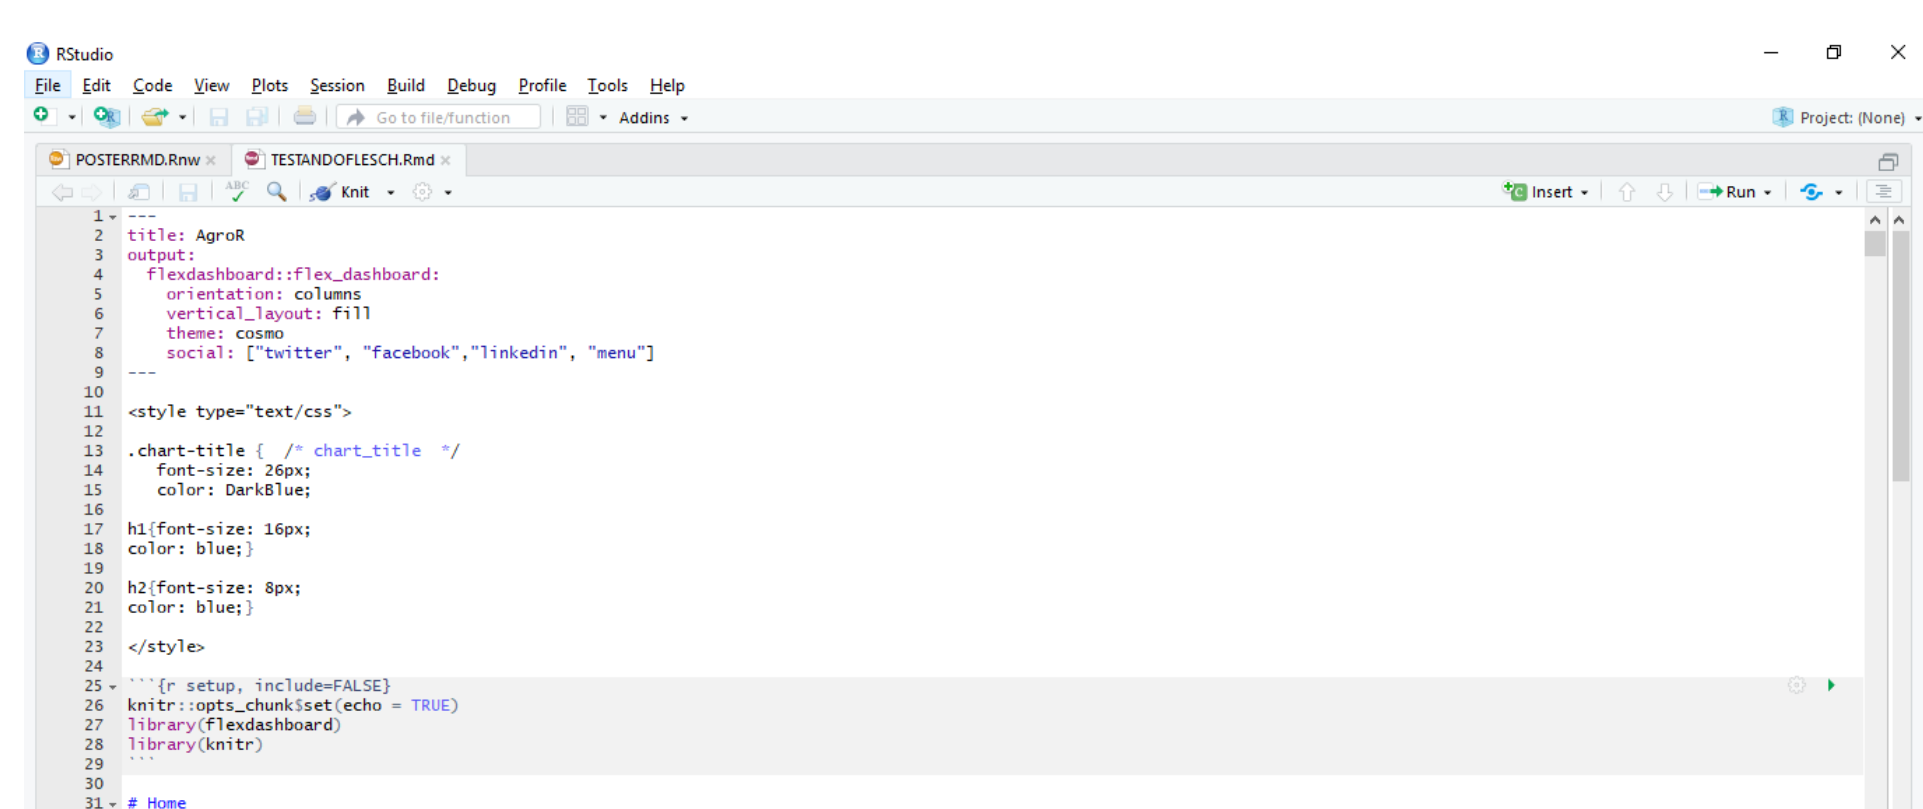 RStudio
File Edit Code View Plots Session Build Debug Profile Tools Help
Go to file/function Addins Project: (None)
POSTERRMD.Rnw TESTANDOFLESCH.Rmd
ABC Knit Insert Run
1 ---
2 title: AgroR
3 output:
4   flexdashboard::flex_dashboard:
5     orientation: columns
6     vertical_layout: fill
7     theme: cosmo
8     social: ["twitter", "facebook","linkedin", "menu"]
9 ---
10
11 <style type="text/css">
12
13 .chart-title {  /* chart_title  */
14    font-size: 26px;
15    color: DarkBlue;
16
17 h1{font-size: 16px;
18 color: blue;}
19
20 h2{font-size: 8px;
21 color: blue;}
22
23 </style>
24
25 ```{r setup, include=FALSE}
26 knitr::opts_chunk$set(echo = TRUE)
27 library(flexdashboard)
28 library(knitr)
29 ```
30
31 # Home